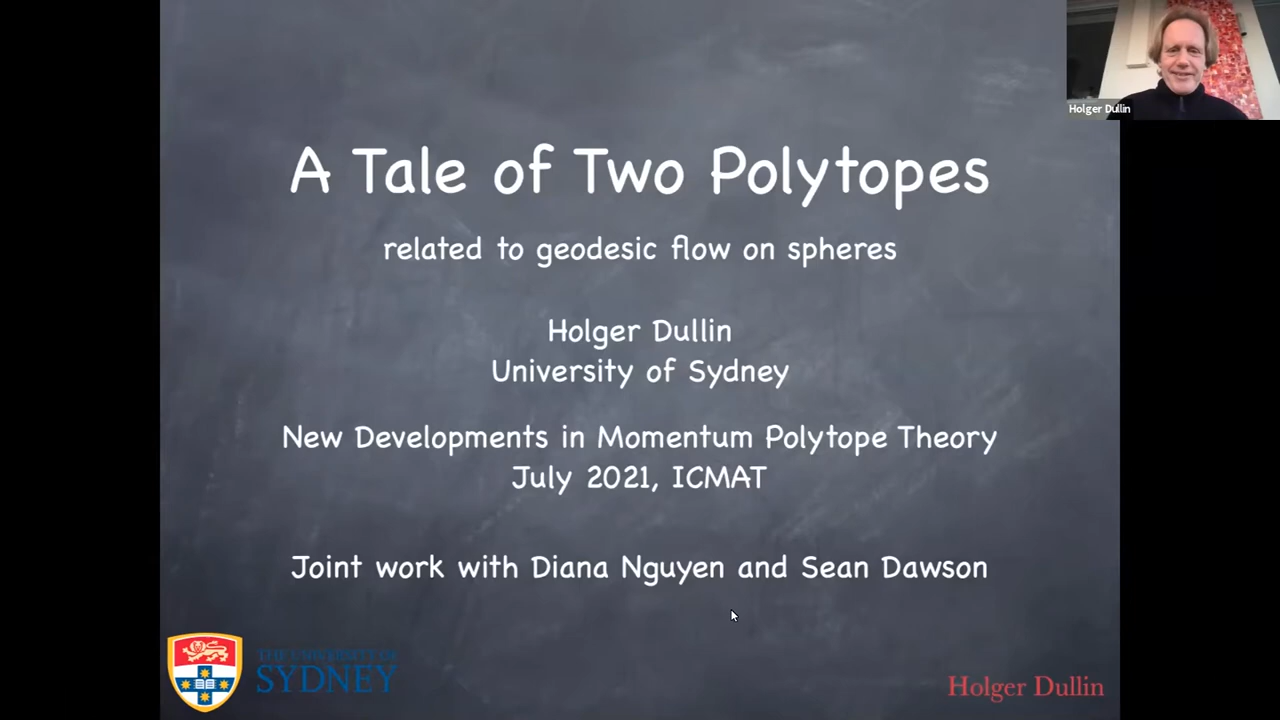 Holger Dullin
A Tale of Two Polytopes
related to geodesic flow on spheres
Holger Dullin
University of Sydney
New Developments in Momentum Polytope Theory
July 2021, ICMAT
Joint work with Diana Nguyen and Sean Dawson
THE UNIVERSITY OF
SYDNEY
Holger Dullin